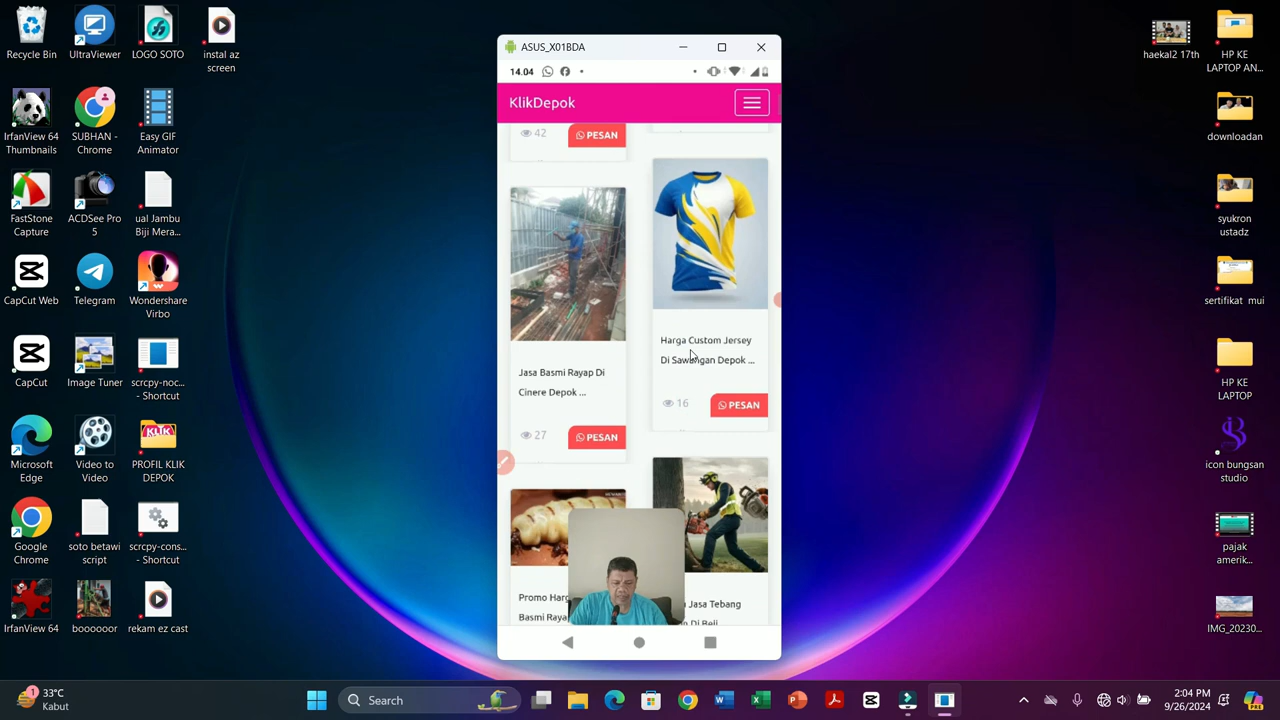 Recycle Bin
UltraViewer
LOGO SOTO
instal az
screen
IrfanView 64
Thumbnails
SUBHAN -
Chrome
Easy GIF
Animator
FastStone
Capture
ACDSee Pro
5
ual Jambu
Biji Mera...
CapCut Web
Telegram
Wondershare
Virbo
CapCut
Image Tuner
scrcpy-noc...
- Shortcut
Microsoft
Edge
Video to
Video
KLIK
PROFIL KLIK
DEPOK
Google
Chrome
soto betawi
script
scrcpy-cons...
- Shortcut
IrfanView 64
boooooor
rekam ez cast
ASUS_X01BDA
14.04
KlikDepok
42
PESAN
Jasa Basmi Rayap Di
Cinere Depok ...
27
PESAN
Harga Custom Jersey
Di Sawangan Depok ...
16
PESAN
Promo Harg
Basmi Raya
Jasa Tebang
n Di Beji
haekal2 17th
HP KE
LAPTOP AN...
downloadan
syukron
ustadz
sertifikat mui
HP KE
LAPTOP
icon bungsan
studio
pajak
amerik...
IMG_20230...
1
33°C
Kabut
Search
2:04 PM
9/26/2024